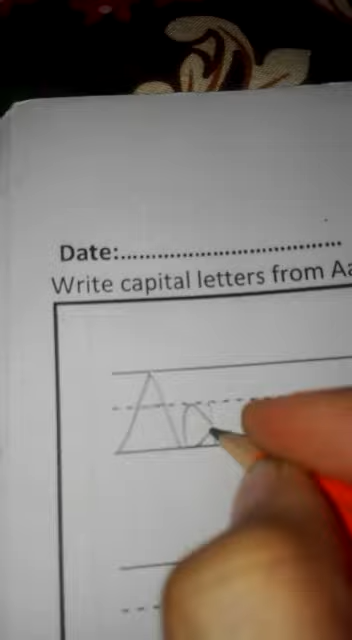 Date:....................................
Write capital letters from Aa
Aa